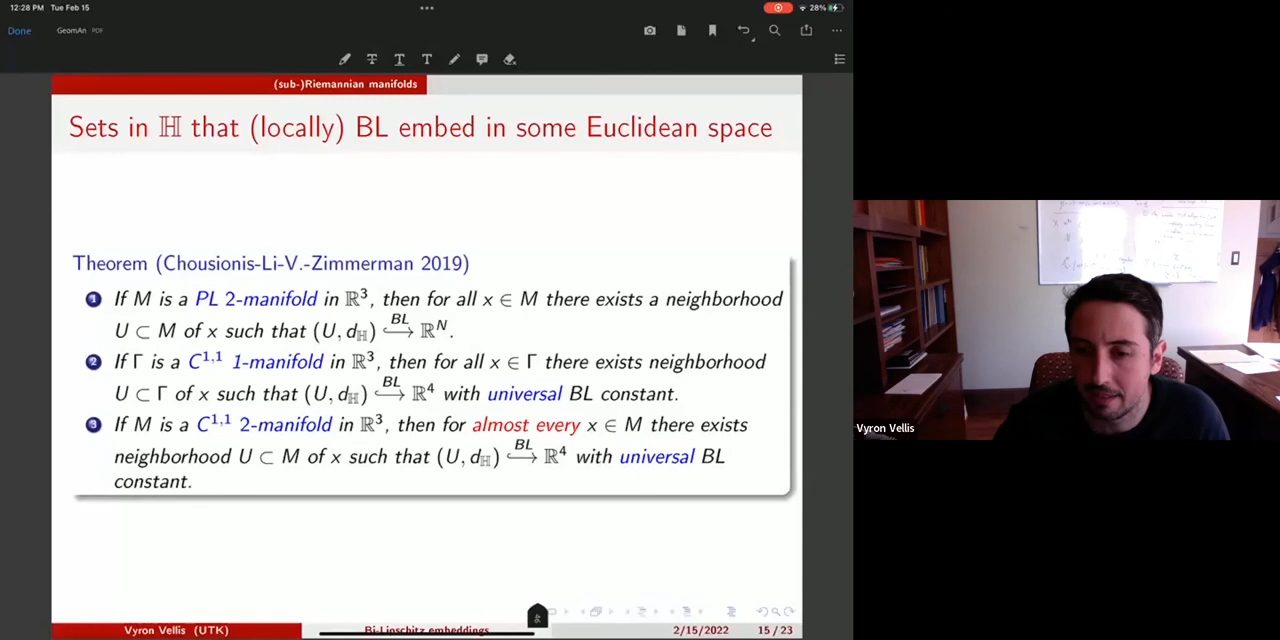 12:28 PM Tue Feb 15
28%
Done
GeomAn PDF
(sub-)Riemannian manifolds
Sets in ℍ that (locally) BL embed in some Euclidean space
Theorem (Chousionis-Li-V.-Zimmerman 2019)
1 If M is a PL 2-manifold in ℝ³, then for all x ∈ M there exists a neighborhood
U ⊂ M of x such that (U, d_ℍ) BL↪ ℝᴺ.
2 If Γ is a C¹,¹ 1-manifold in ℝ³, then for all x ∈ Γ there exists neighborhood
U ⊂ Γ of x such that (U, d_ℍ) BL↪ ℝ⁴ with universal BL constant.
3 If M is a C¹,¹ 2-manifold in ℝ³, then for almost every x ∈ M there exists
neighborhood U ⊂ M of x such that (U, d_ℍ) BL↪ ℝ⁴ with universal BL
constant.
46
Vyron Vellis (UTK)
Bi-Lipschitz embeddings
2/15/2022
15 / 23
Vyron Vellis